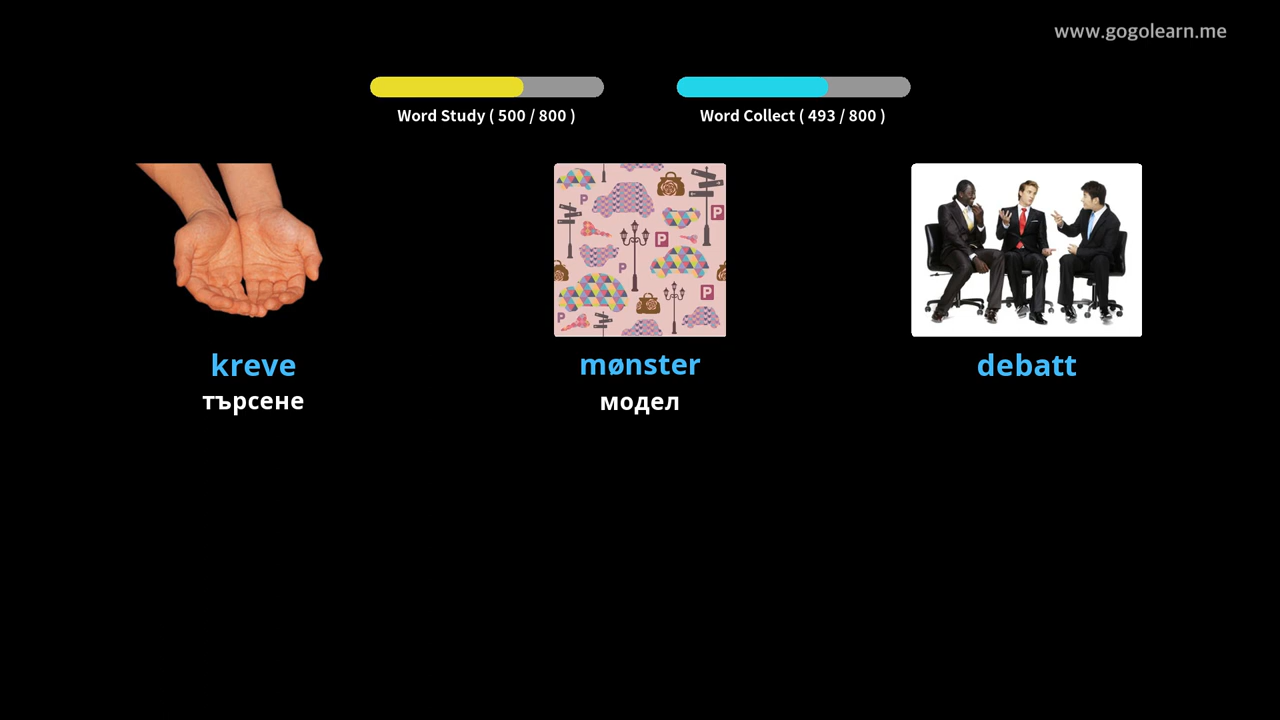 www.gogolearn.me
Word Study ( 500 / 800 )
Word Collect ( 493 / 800 )
P
P
P
P
P
P
kreve
mønster
debatt
търсене
модел